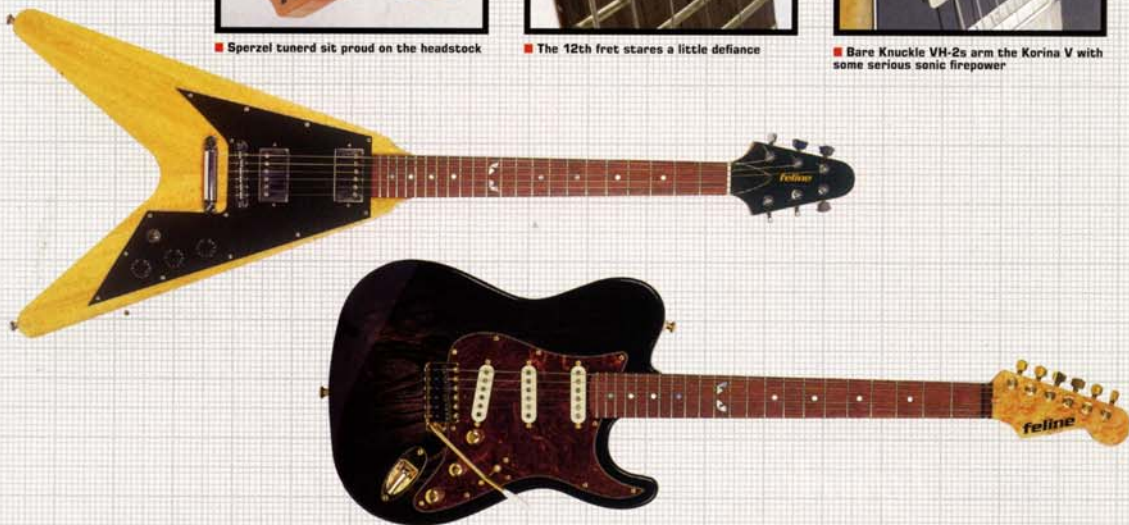 Sperzel tunerd sit proud on the headstock
The 12th fret stares a little defiance
Bare Knuckle VH-2s arm the Korina V with
some serious sonic firepower
feline
feline